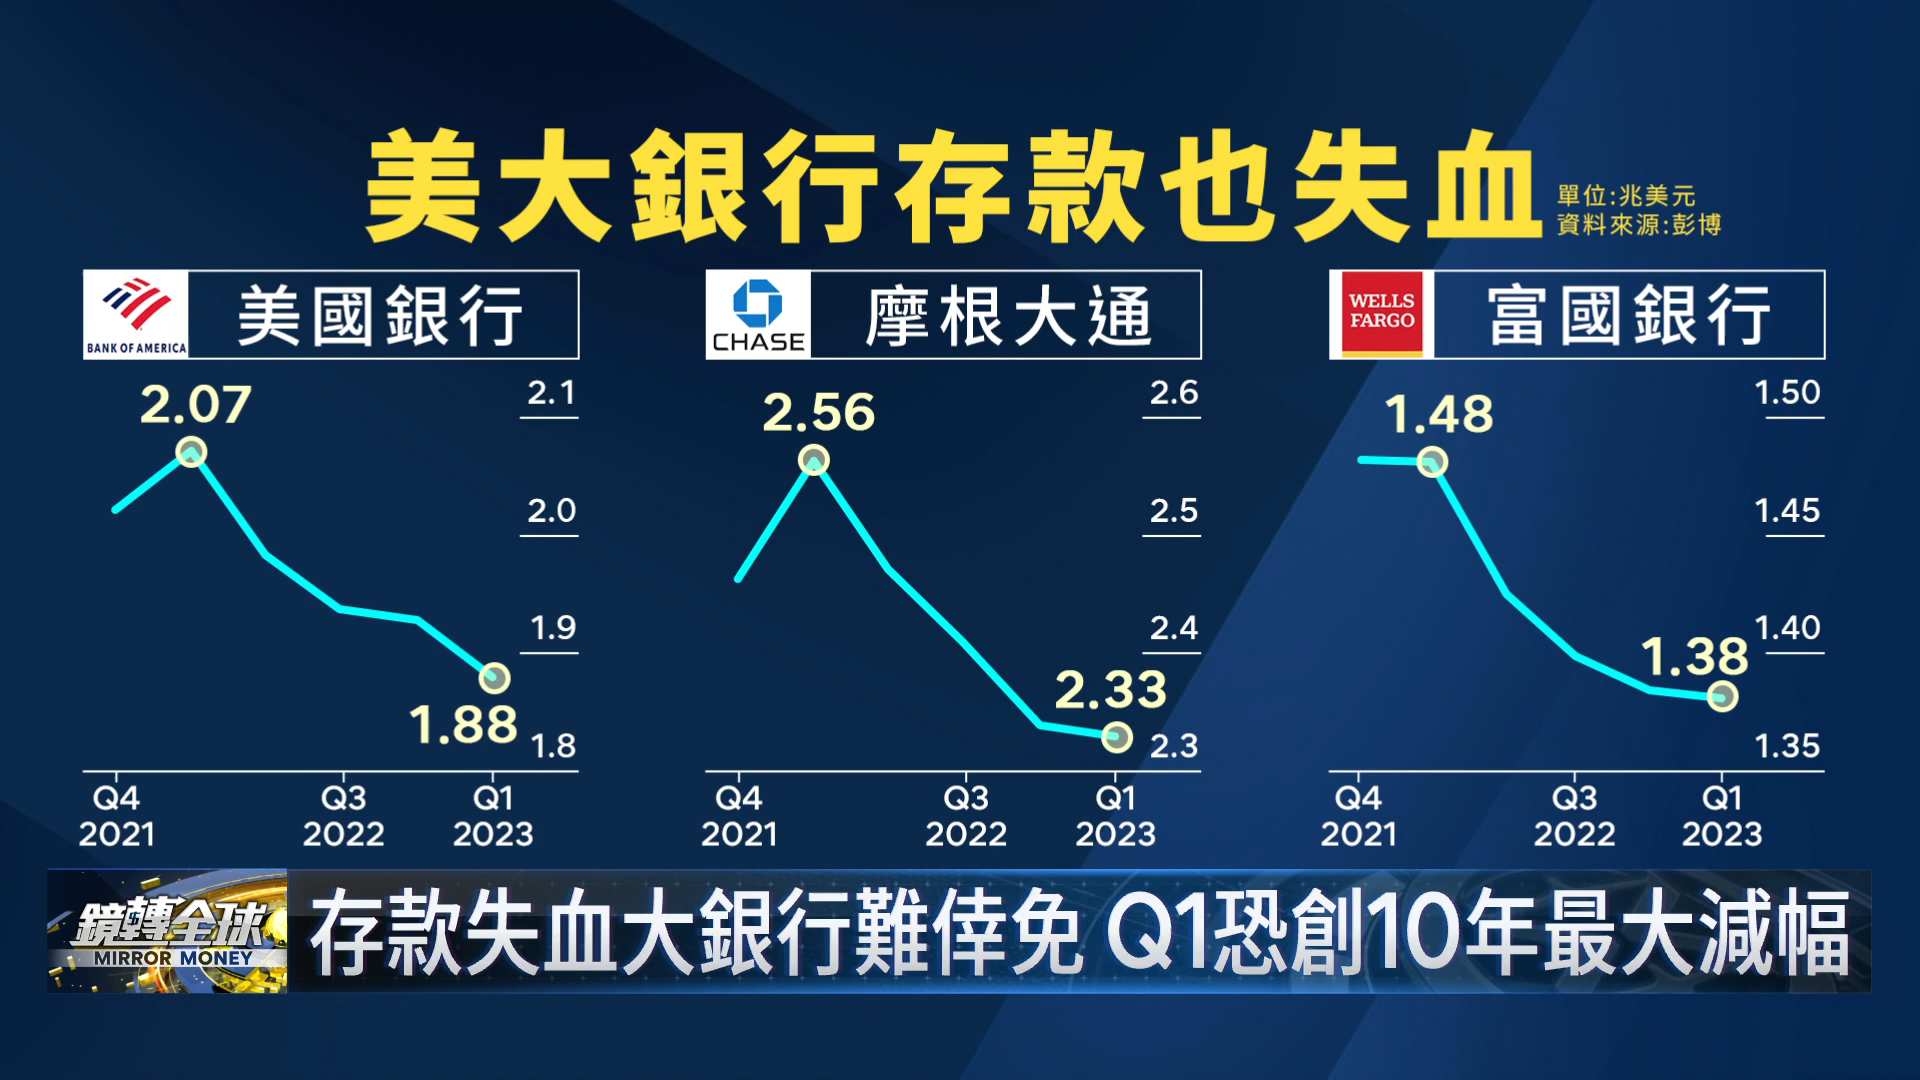 美大銀行存款也失血
單位:兆美元
資料來源:彭博
BANK OF AMERICA
美國銀行
2.07
2.1
2.0
1.9
1.88
1.8
Q4
2021
Q3
2022
Q1
2023
CHASE
摩根大通
2.56
2.6
2.5
2.4
2.33
2.3
Q4
2021
Q3
2022
Q1
2023
WELLS
FARGO
富國銀行
1.48
1.50
1.45
1.40
1.38
1.35
Q4
2021
Q3
2022
Q1
2023
鏡轉全球
MIRROR MONEY
存款失血大銀行難倖免 Q1恐創10年最大減幅